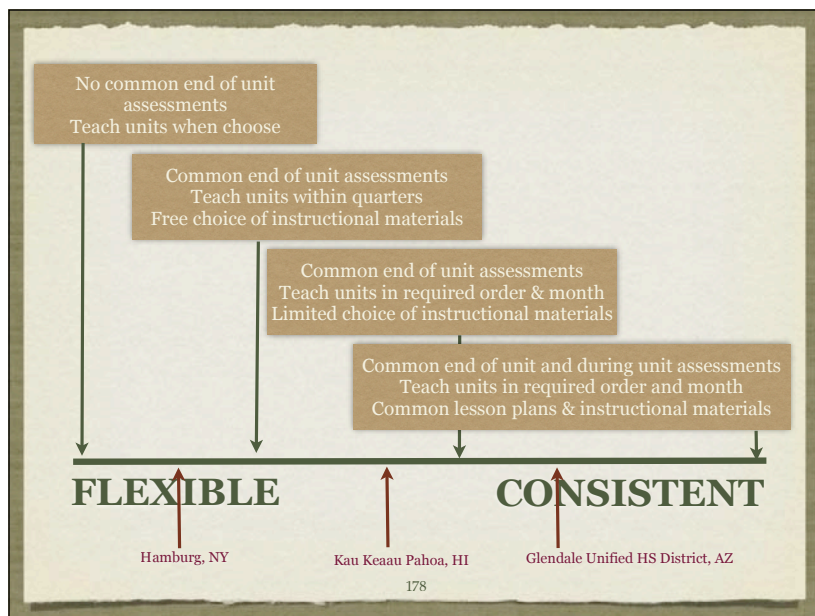 No common end of unit
assessments
Teach units when choose
Common end of unit assessments
Teach units within quarters
Free choice of instructional materials
Common end of unit assessments
Teach units in required order & month
Limited choice of instructional materials
Common end of unit and during unit assessments
Teach units in required order and month
Common lesson plans & instructional materials
FLEXIBLE
CONSISTENT
Hamburg, NY
Kau Keaau Pahoa, HI
Glendale Unified HS District, AZ
178